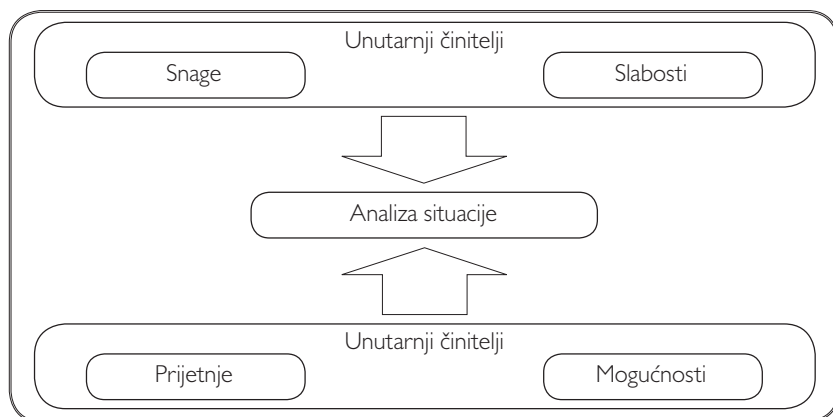 Unutarnji činitelji
Snage
Slabosti
Analiza situacije
Unutarnji činitelji
Prijetnje
Mogućnosti